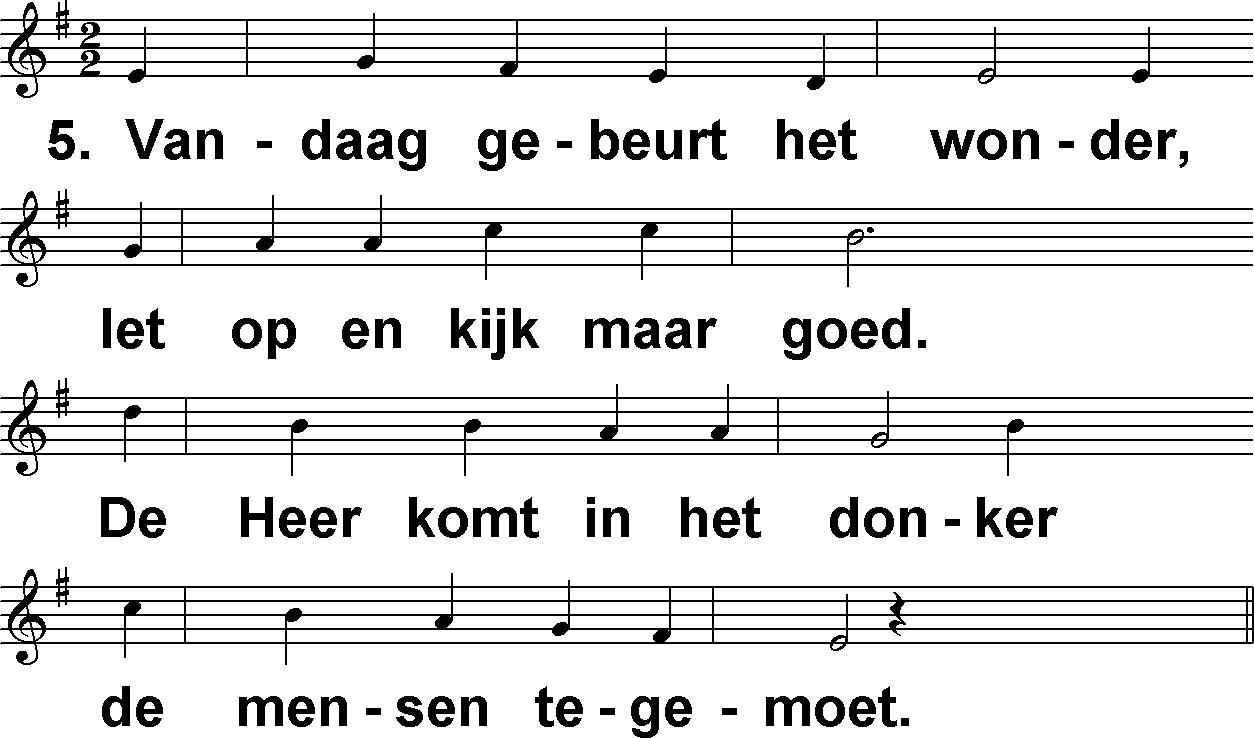 5. Van - daag ge - beurt het won - der,
let op en kijk maar goed.
De Heer komt in het don - ker
de men - sen te - ge - moet.